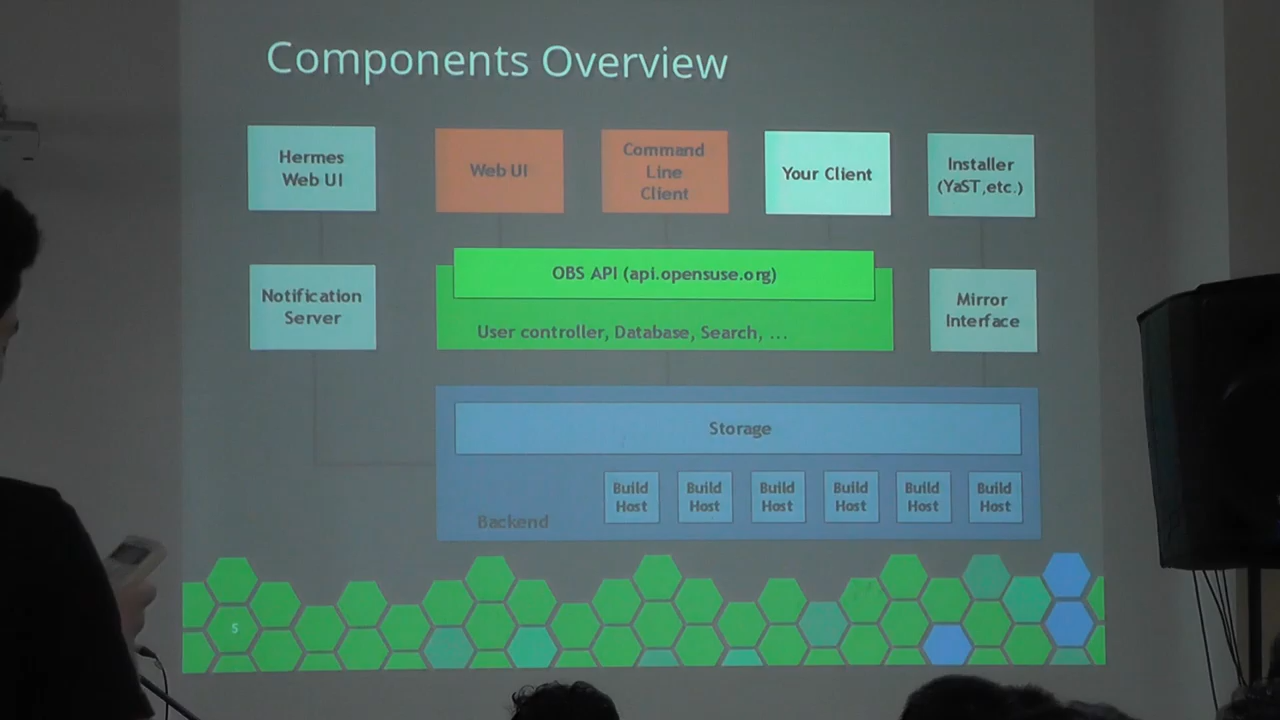 Components Overview
Hermes
Web UI
Web UI
Command
Line
Client
Your Client
Installer
(YaST,etc.)
Notification
Server
OBS API (api.opensuse.org)
User controller, Database, Search, ...
Mirror
Interface
Storage
Build
Host
Build
Host
Build
Host
Build
Host
Build
Host
Build
Host
Backend
5